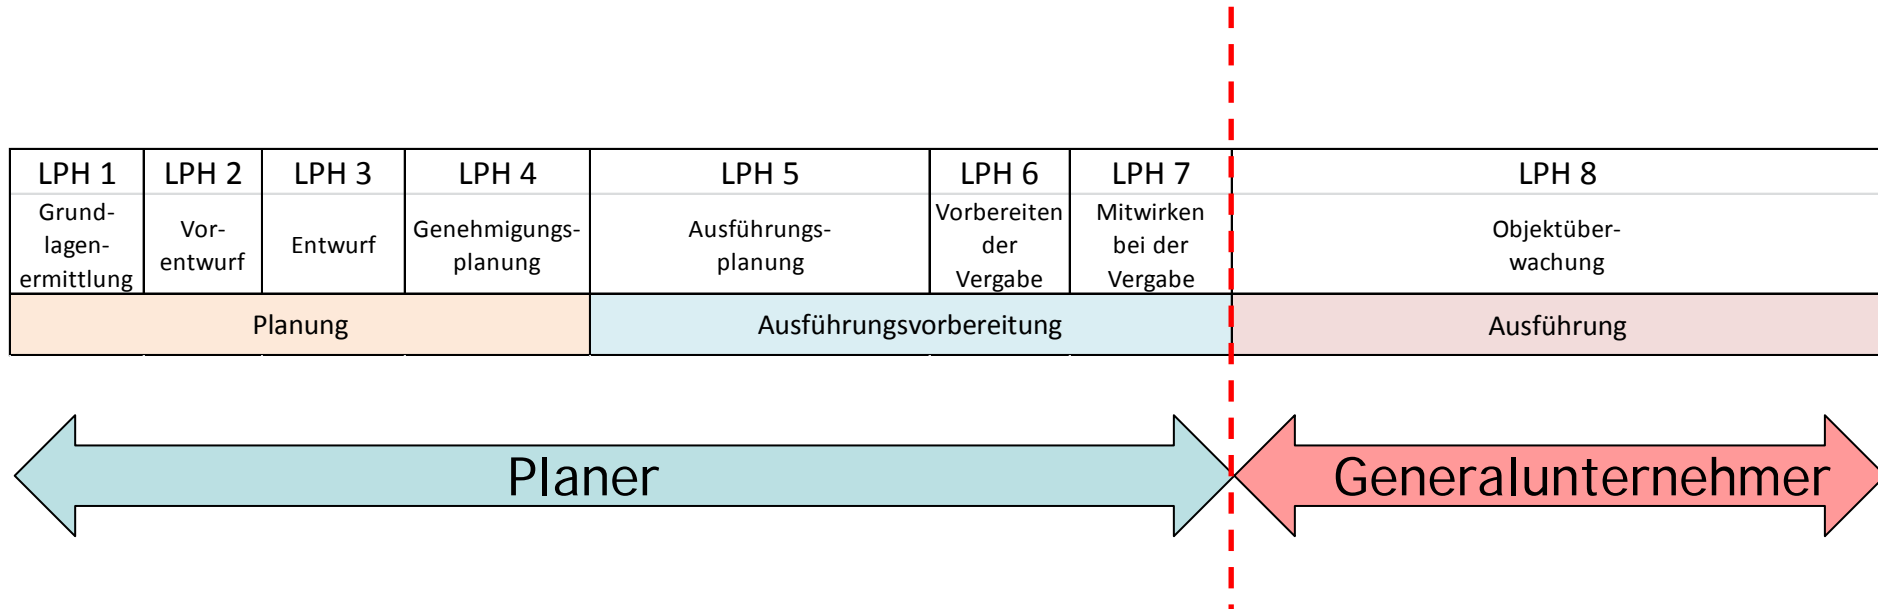 LPH 1
LPH 2
LPH 3
LPH 4
LPH 5
LPH 6
LPH 7
LPH 8
Grund-
lagen-
ermittlung
Vor-
entwurf
Entwurf
Genehmigungs-
planung
Ausführungs-
planung
Vorbereiten
der
Vergabe
Mitwirken
bei der
Vergabe
Objektüber-
wachung
Planung
Ausführungsvorbereitung
Ausführung
Planer
Generalunternehmer